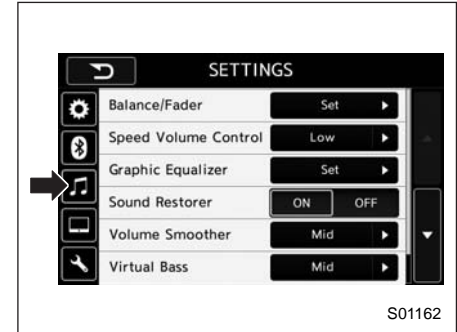 SETTINGS
Balance/Fader Set
Speed Volume Control Low
Graphic Equalizer Set
Sound Restorer ON OFF
Volume Smoother Mid
Virtual Bass Mid
S01162